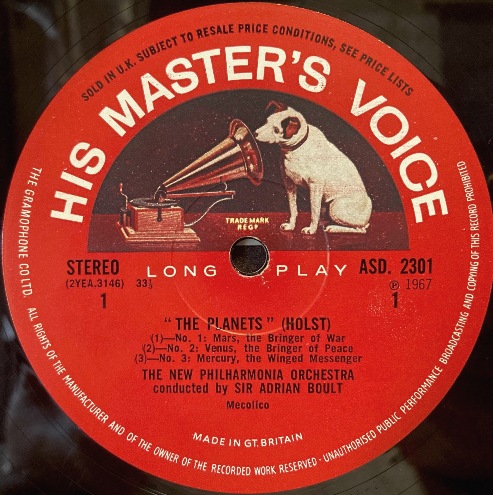 SOLD IN U.K. SUBJECT TO RESALE PRICE CONDITIONS, SEE PRICE LISTS
HIS MASTER'S VOICE
TRADE MARK
REGD
STEREO
(2YEA.3146) 33⅓
1
LONG PLAY
ASD. 2301
Ⓟ 1967
1
"THE PLANETS" (HOLST)
(1)—No. 1: Mars, the Bringer of War
(2)—No. 2: Venus, the Bringer of Peace
(3)—No. 3: Mercury, the Winged Messenger
THE NEW PHILHARMONIA ORCHESTRA
conducted by SIR ADRIAN BOULT
Mecolico
MADE IN GT. BRITAIN
THE GRAMOPHONE CO LTD. ALL RIGHTS OF THE MANUFACTURER AND OF THE OWNER OF THE RECORDED WORK RESERVED · UNAUTHORISED PUBLIC PERFORMANCE BROADCASTING AND COPYING OF THIS RECORD PROHIBITED